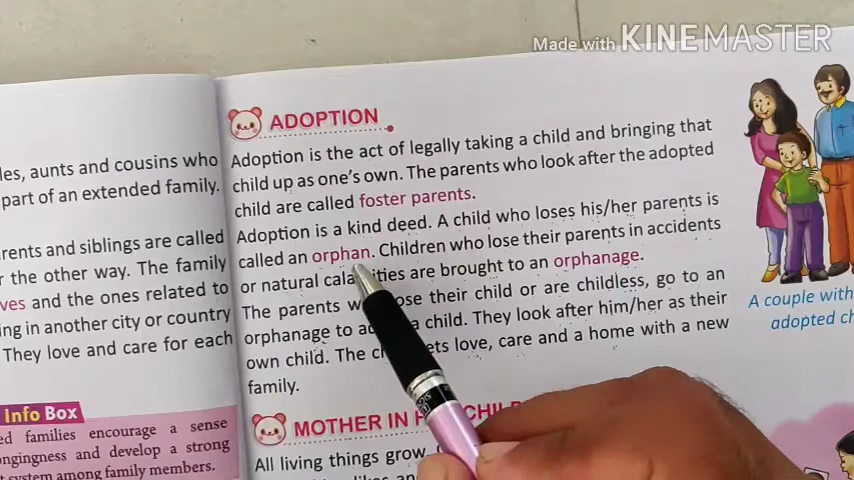 Made with KINEMASTER
les, aunts and cousins who
part of an extended family.
rents and siblings are called
r the other way. The family
ves and the ones related to
ing in another city or country
They love and care for each
Info Box
ed families encourage a sense
ongingness and develop a strong
t system among family members.
ADOPTION
Adoption is the act of legally taking a child and bringing that
child up as one's own. The parents who look after the adopted
child are called foster parents.
Adoption is a kind deed. A child who loses his/her parents is
called an orphan. Children who lose their parents in accidents
or natural calamities are brought to an orphanage.
The parents who lose their child or are childless, go to an
orphanage to adopt a child. They look after him/her as their
own child. The child gets love, care and a home with a new
family.
A couple with
adopted ch
MOTHER IN H
All living things grow,